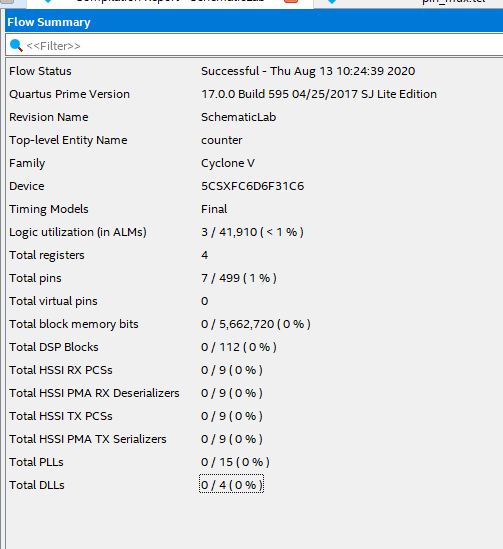 Compilation Report - SchematicLab
pin_mux.tcl
Flow Summary
<<Filter>>
Flow Status Successful - Thu Aug 13 10:24:39 2020
Quartus Prime Version 17.0.0 Build 595 04/25/2017 SJ Lite Edition
Revision Name SchematicLab
Top-level Entity Name counter
Family Cyclone V
Device 5CSXFC6D6F31C6
Timing Models Final
Logic utilization (in ALMs) 3 / 41,910 ( < 1 % )
Total registers 4
Total pins 7 / 499 ( 1 % )
Total virtual pins 0
Total block memory bits 0 / 5,662,720 ( 0 % )
Total DSP Blocks 0 / 112 ( 0 % )
Total HSSI RX PCSs 0 / 9 ( 0 % )
Total HSSI PMA RX Deserializers 0 / 9 ( 0 % )
Total HSSI TX PCSs 0 / 9 ( 0 % )
Total HSSI PMA TX Serializers 0 / 9 ( 0 % )
Total PLLs 0 / 15 ( 0 % )
Total DLLs 0 / 4 ( 0 % )